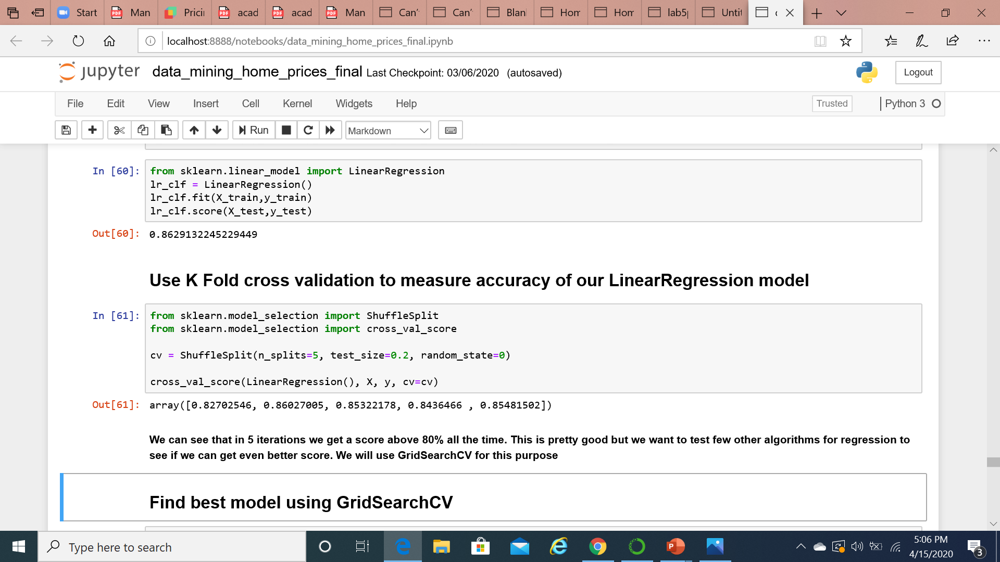 Start Man Pricin acad acad Man Can' Can' Blan Hom Hom lab5p Untit
localhost:8888/notebooks/data_mining_home_prices_final.ipynb
jupyter data_mining_home_prices_final Last Checkpoint: 03/06/2020 (autosaved) Logout
File Edit View Insert Cell Kernel Widgets Help Trusted Python 3
Run Markdown
In [60]: from sklearn.linear_model import LinearRegression
lr_clf = LinearRegression()
lr_clf.fit(X_train,y_train)
lr_clf.score(X_test,y_test)
Out[60]: 0.8629132245229449
Use K Fold cross validation to measure accuracy of our LinearRegression model
In [61]: from sklearn.model_selection import ShuffleSplit
from sklearn.model_selection import cross_val_score
cv = ShuffleSplit(n_splits=5, test_size=0.2, random_state=0)
cross_val_score(LinearRegression(), X, y, cv=cv)
Out[61]: array([0.82702546, 0.86027005, 0.85322178, 0.8436466 , 0.85481502])
We can see that in 5 iterations we get a score above 80% all the time. This is pretty good but we want to test few other algorithms for regression to
see if we can get even better score. We will use GridSearchCV for this purpose
Find best model using GridSearchCV
Type here to search
5:06 PM
4/15/2020
3